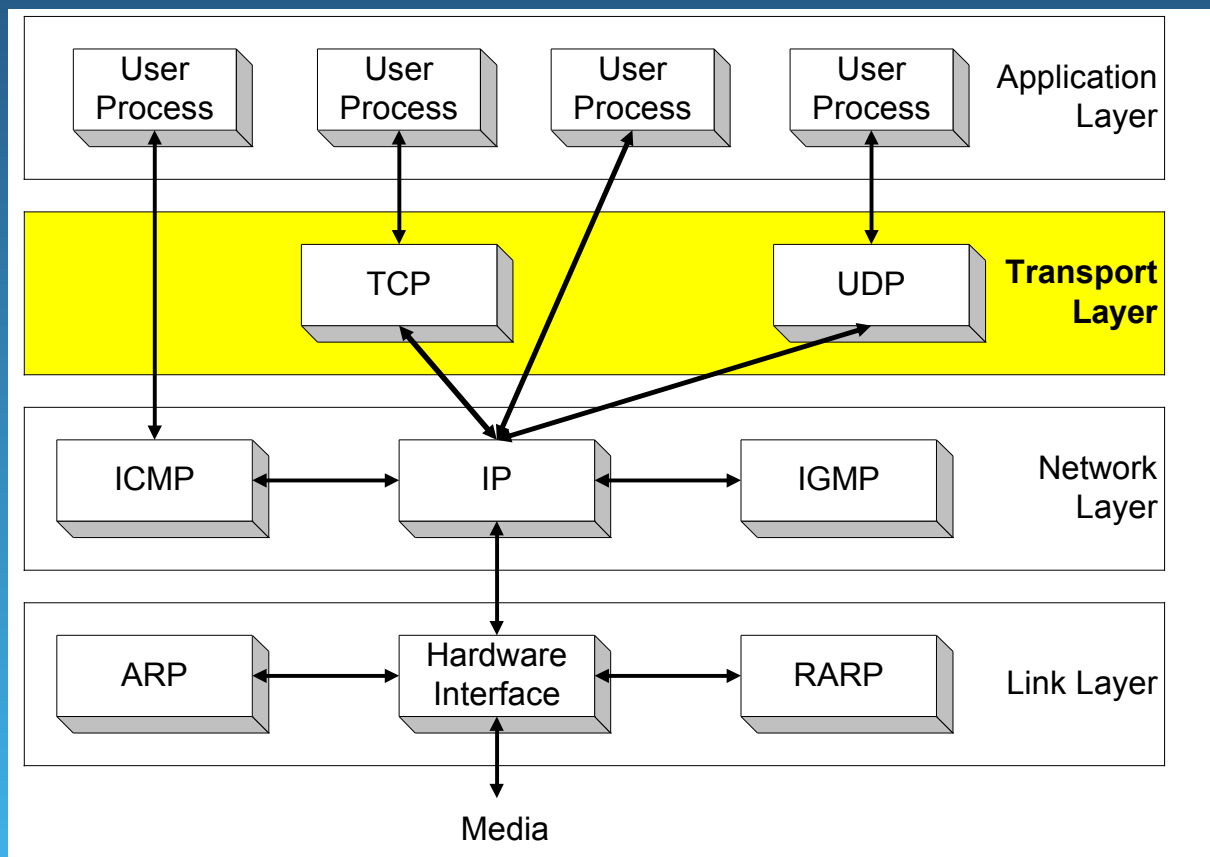 User
Process
User
Process
User
Process
User
Process
Application
Layer
TCP
UDP
Transport
Layer
ICMP
IP
IGMP
Network
Layer
ARP
Hardware
Interface
RARP
Link Layer
Media